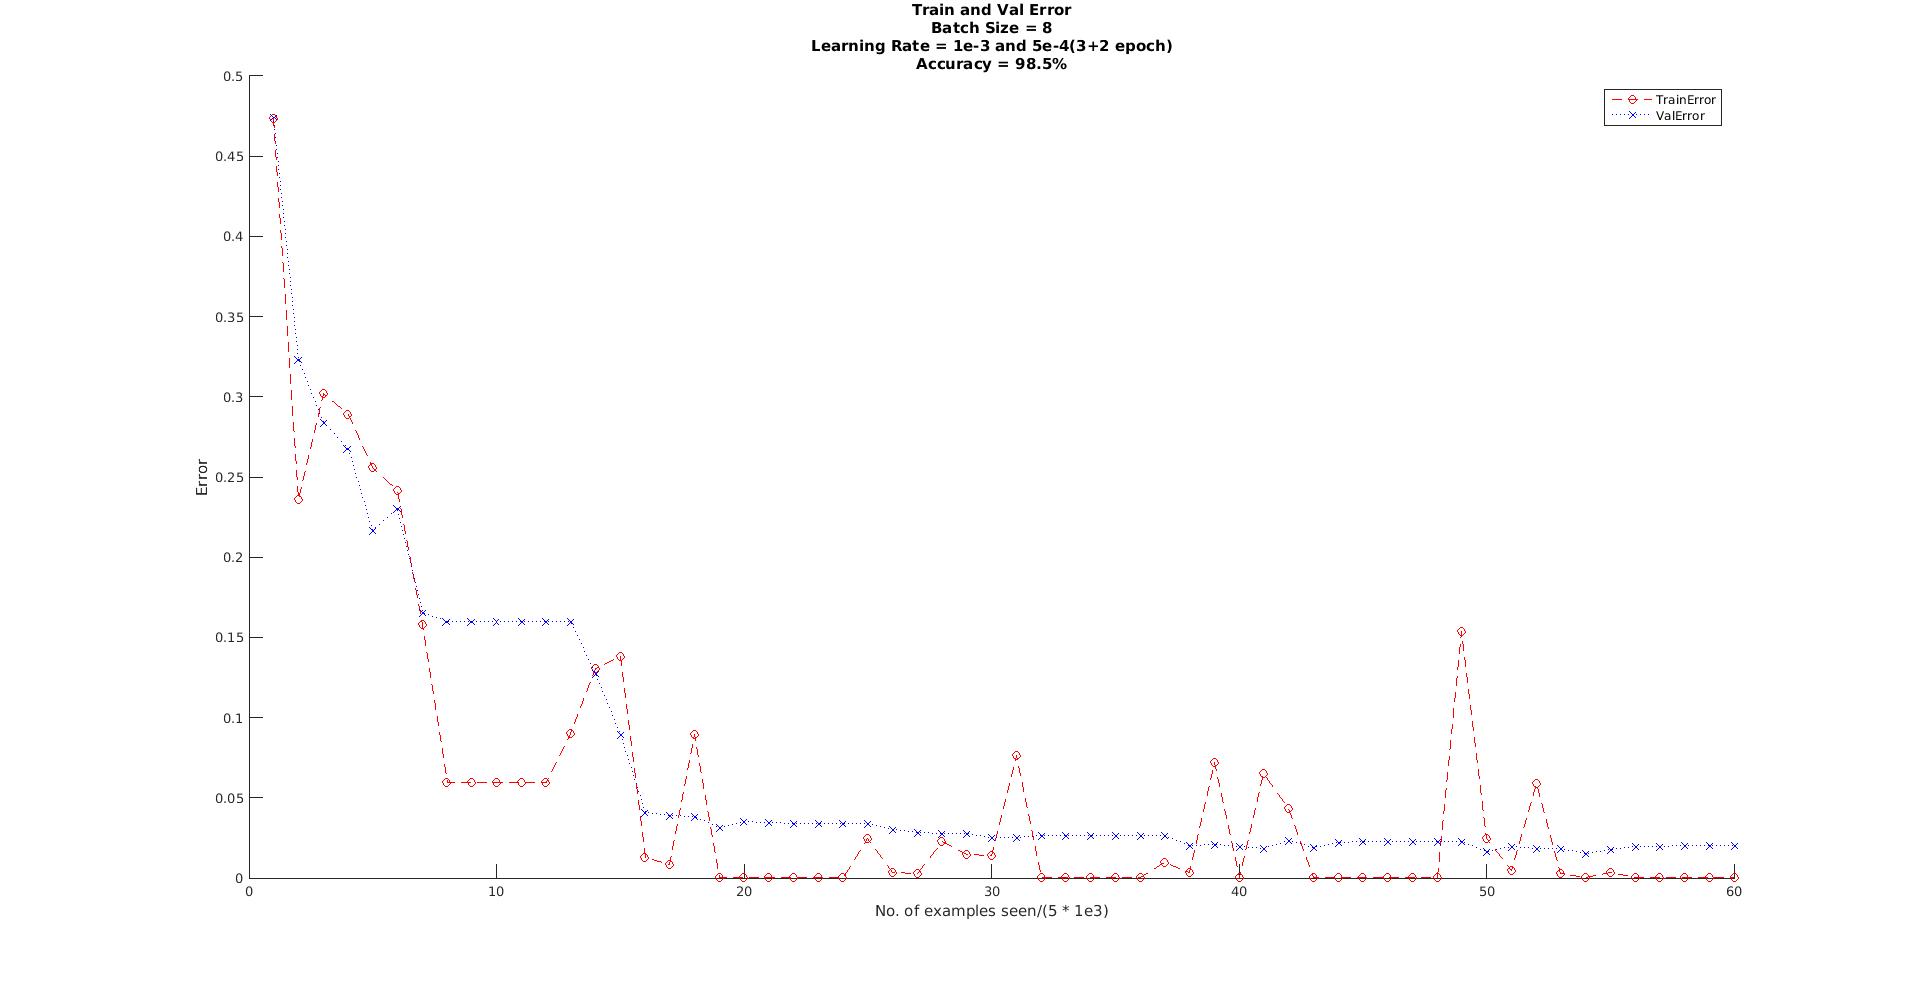 Train and Val Error
Batch Size = 8
Learning Rate = 1e-3 and 5e-4(3+2 epoch)
Accuracy = 98.5%
TrainError
ValError
0.5
0.45
0.4
0.35
0.3
0.25
0.2
0.15
0.1
0.05
0
Error
0 10 20 30 40 50 60
No. of examples seen/(5 * 1e3)